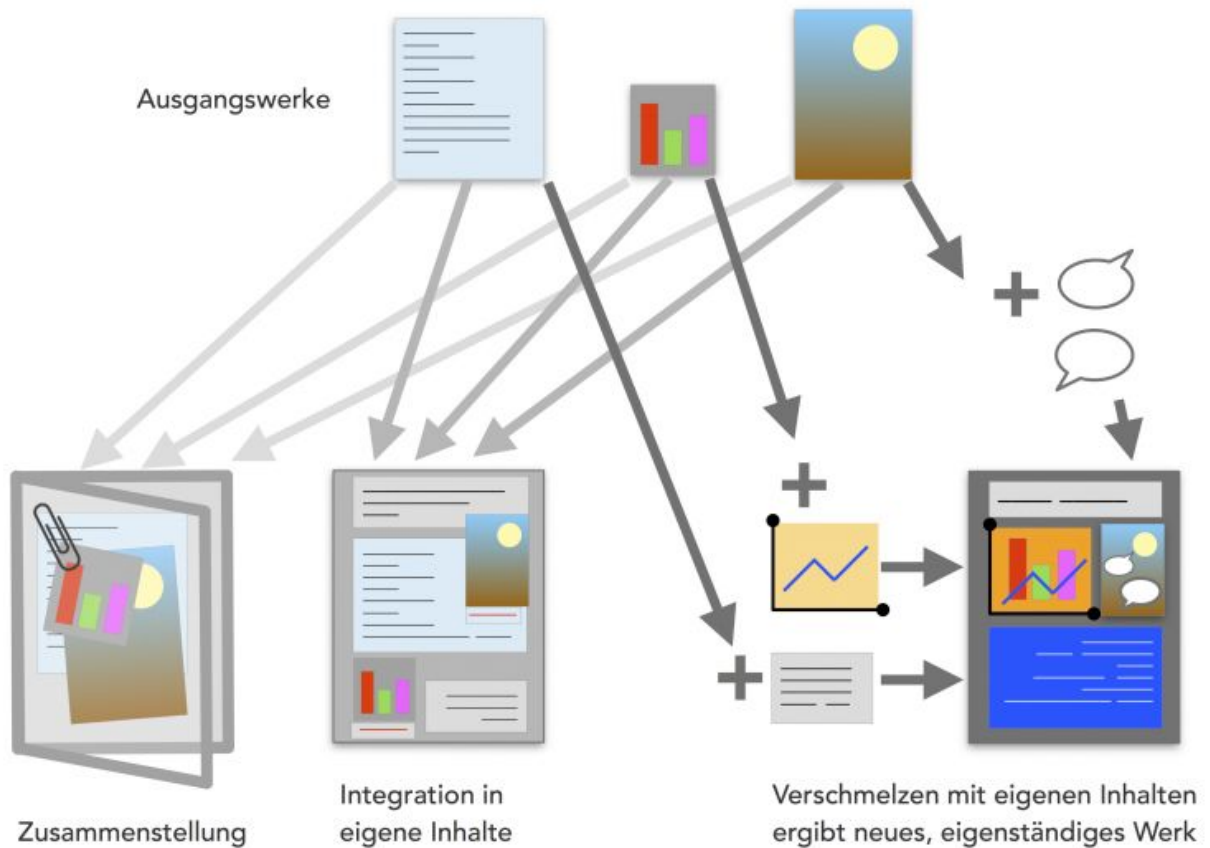 Ausgangswerke
Zusammenstellung
Integration in
eigene Inhalte
Verschmelzen mit eigenen Inhalten
ergibt neues, eigenständiges Werk